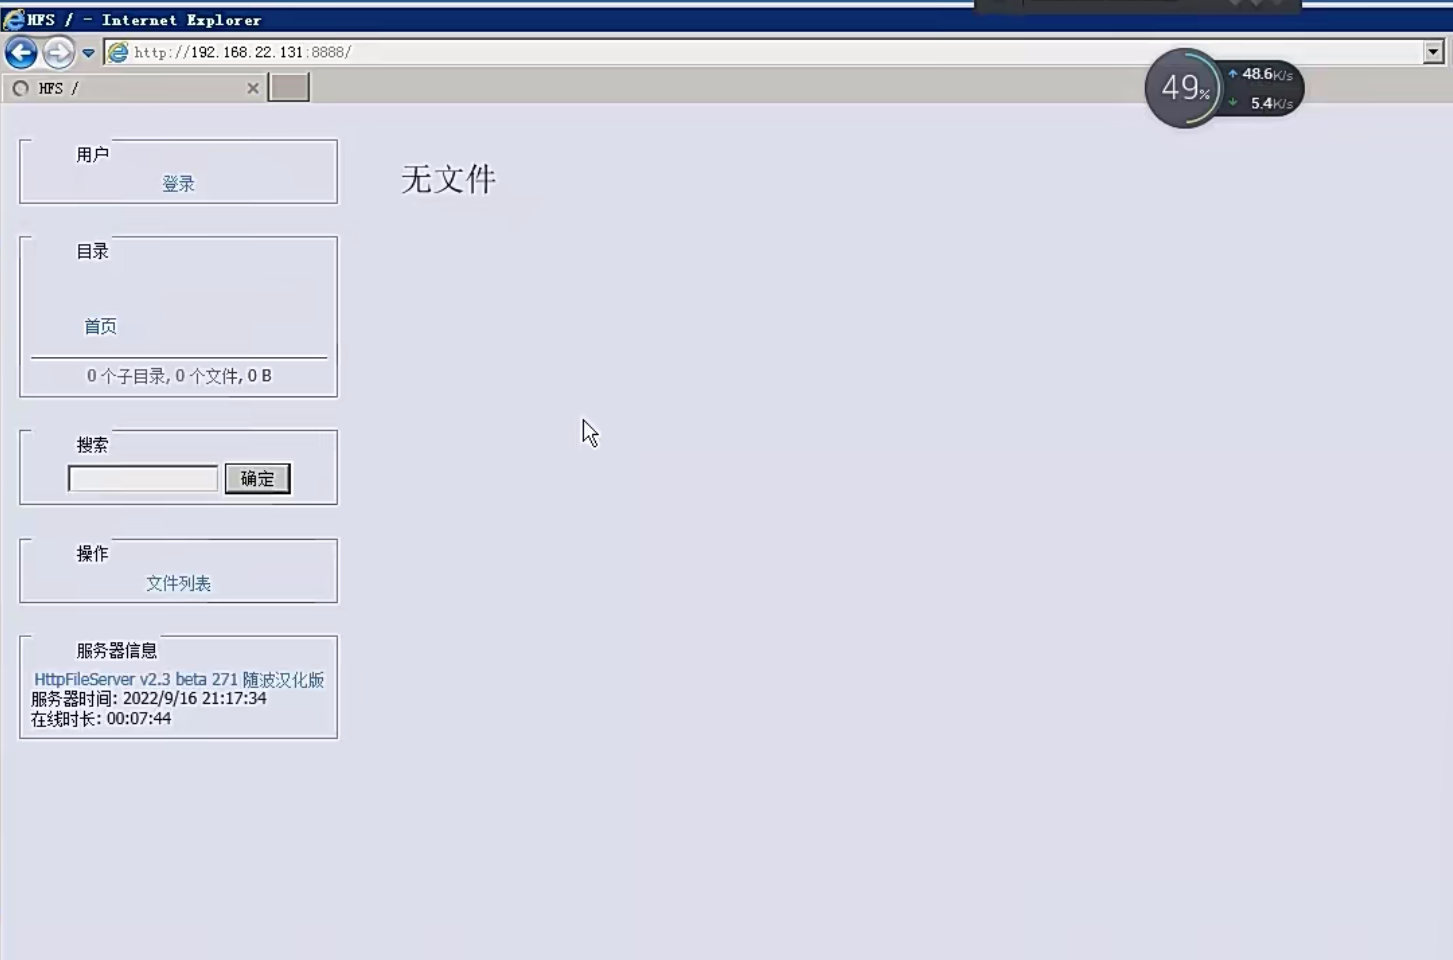 HFS / - Internet Explorer
http://192.168.22.131:8888/
HFS /
49%
48.6K/s
5.4K/s
用户
登录
无文件
目录
首页
0 个子目录, 0 个文件, 0 B
搜索
确定
操作
文件列表
服务器信息
HttpFileServer v2.3 beta 271 随波汉化版
服务器时间: 2022/9/16 21:17:34
在线时长: 00:07:44